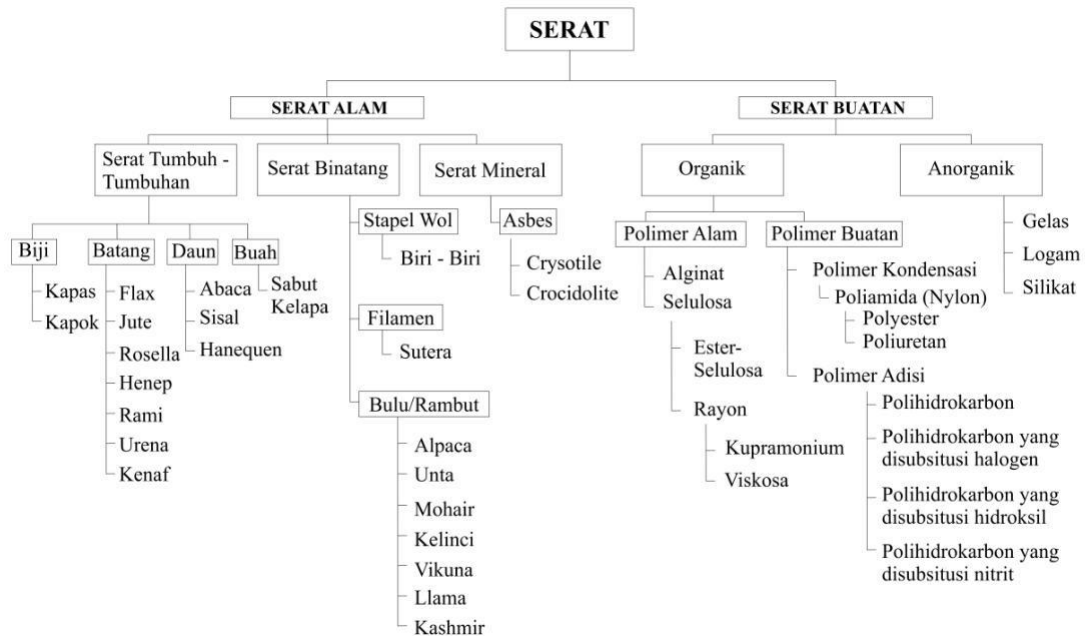 SERAT
SERAT ALAM
SERAT BUATAN
Serat Tumbuh -
Tumbuhan
Serat Binatang
Serat Mineral
Organik
Anorganik
Biji
Kapas
Kapok
Batang
Flax
Jute
Rosella
Henep
Rami
Urena
Kenaf
Daun
Abaca
Sisal
Hanequen
Buah
Sabut
Kelapa
Stapel Wol
Biri - Biri
Filamen
Sutera
Bulu/Rambut
Alpaca
Unta
Mohair
Kelinci
Vikuna
Llama
Kashmir
Asbes
Crysotile
Crocidolite
Polimer Alam
Alginat
Selulosa
Ester-
Selulosa
Rayon
Kupramonium
Viskosa
Polimer Buatan
Polimer Kondensasi
Poliamida (Nylon)
Polyester
Poliuretan
Polimer Adisi
Polihidrokarbon
Polihidrokarbon yang
disubsitusi halogen
Polihidrokarbon yang
disubsitusi hidroksil
Polihidrokarbon yang
disubsitusi nitrit
Gelas
Logam
Silikat